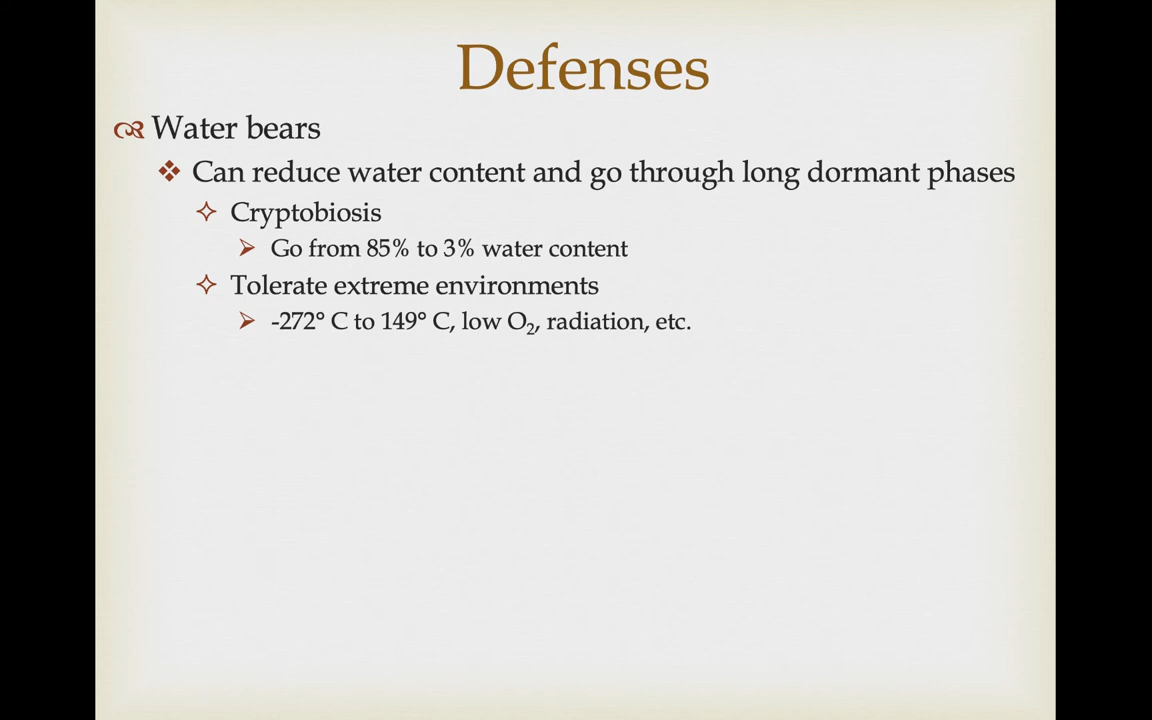 Defenses
Water bears
Can reduce water content and go through long dormant phases
Cryptobiosis
Go from 85% to 3% water content
Tolerate extreme environments
-272° C to 149° C, low O₂, radiation, etc.